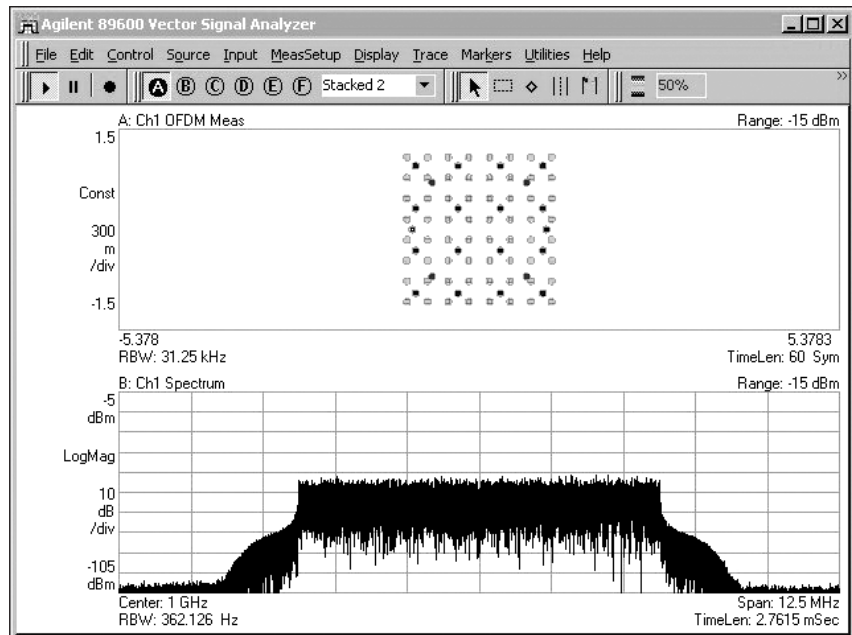 Agilent 89600 Vector Signal Analyzer
File Edit Control Source Input MeasSetup Display Trace Markers Utilities Help
A B C D E F Stacked 2 50%
A: Ch1 OFDM Meas Range: -15 dBm
1.5
Const
300
m
/div
-1.5
-5.378 5.3783
RBW: 31.25 kHz TimeLen: 60 Sym
B: Ch1 Spectrum Range: -15 dBm
-5
dBm
LogMag
10
dB
/div
-105
dBm
Center: 1 GHz Span: 12.5 MHz
RBW: 362.126 Hz TimeLen: 2.7615 mSec